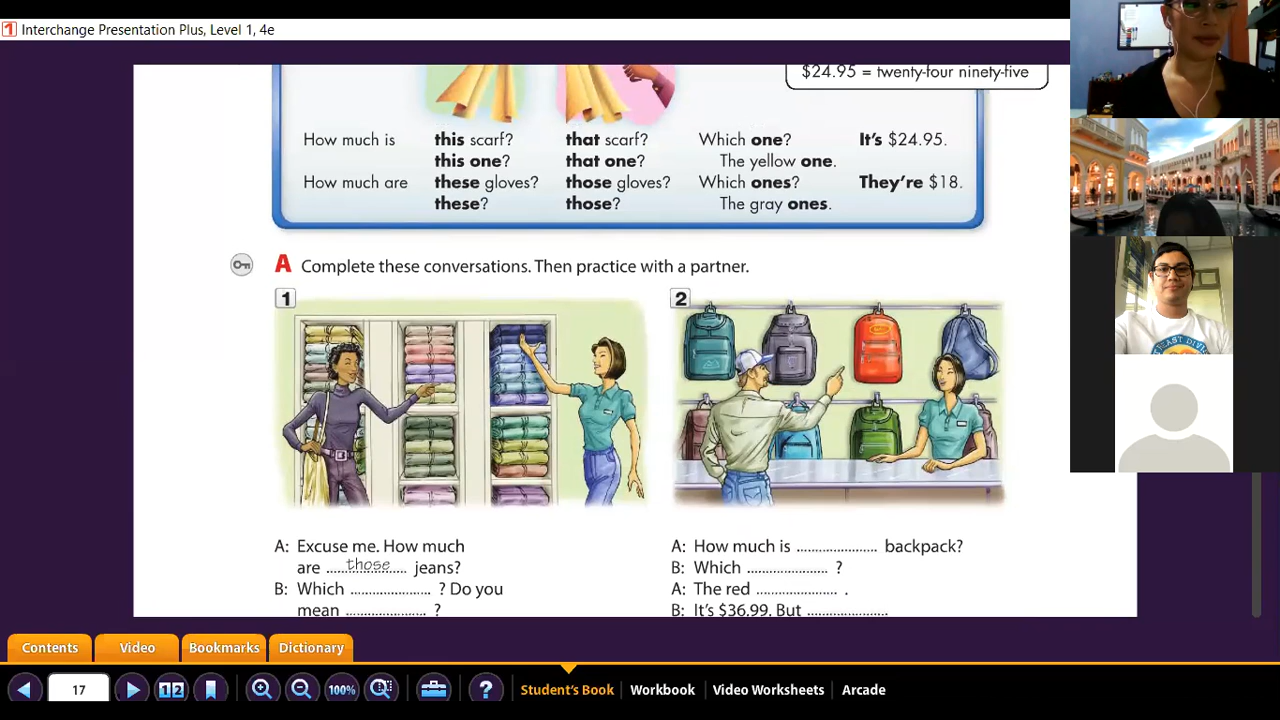 Interchange Presentation Plus, Level 1, 4e
$24.95 = twenty-four ninety-five
How much is this scarf? that scarf? Which one? It's $24.95.
this one? that one? The yellow one.
How much are these gloves? those gloves? Which ones? They're $18.
these? those? The gray ones.
A Complete these conversations. Then practice with a partner.
1
2
A: Excuse me. How much
are ...those... jeans?
B: Which .................... ? Do you
mean .................... ?
A: How much is .................... backpack?
B: Which .................... ?
A: The red .................... .
B: It's $36.99. But ....................
Contents Video Bookmarks Dictionary
17 1 2 100% ? Student's Book Workbook Video Worksheets Arcade